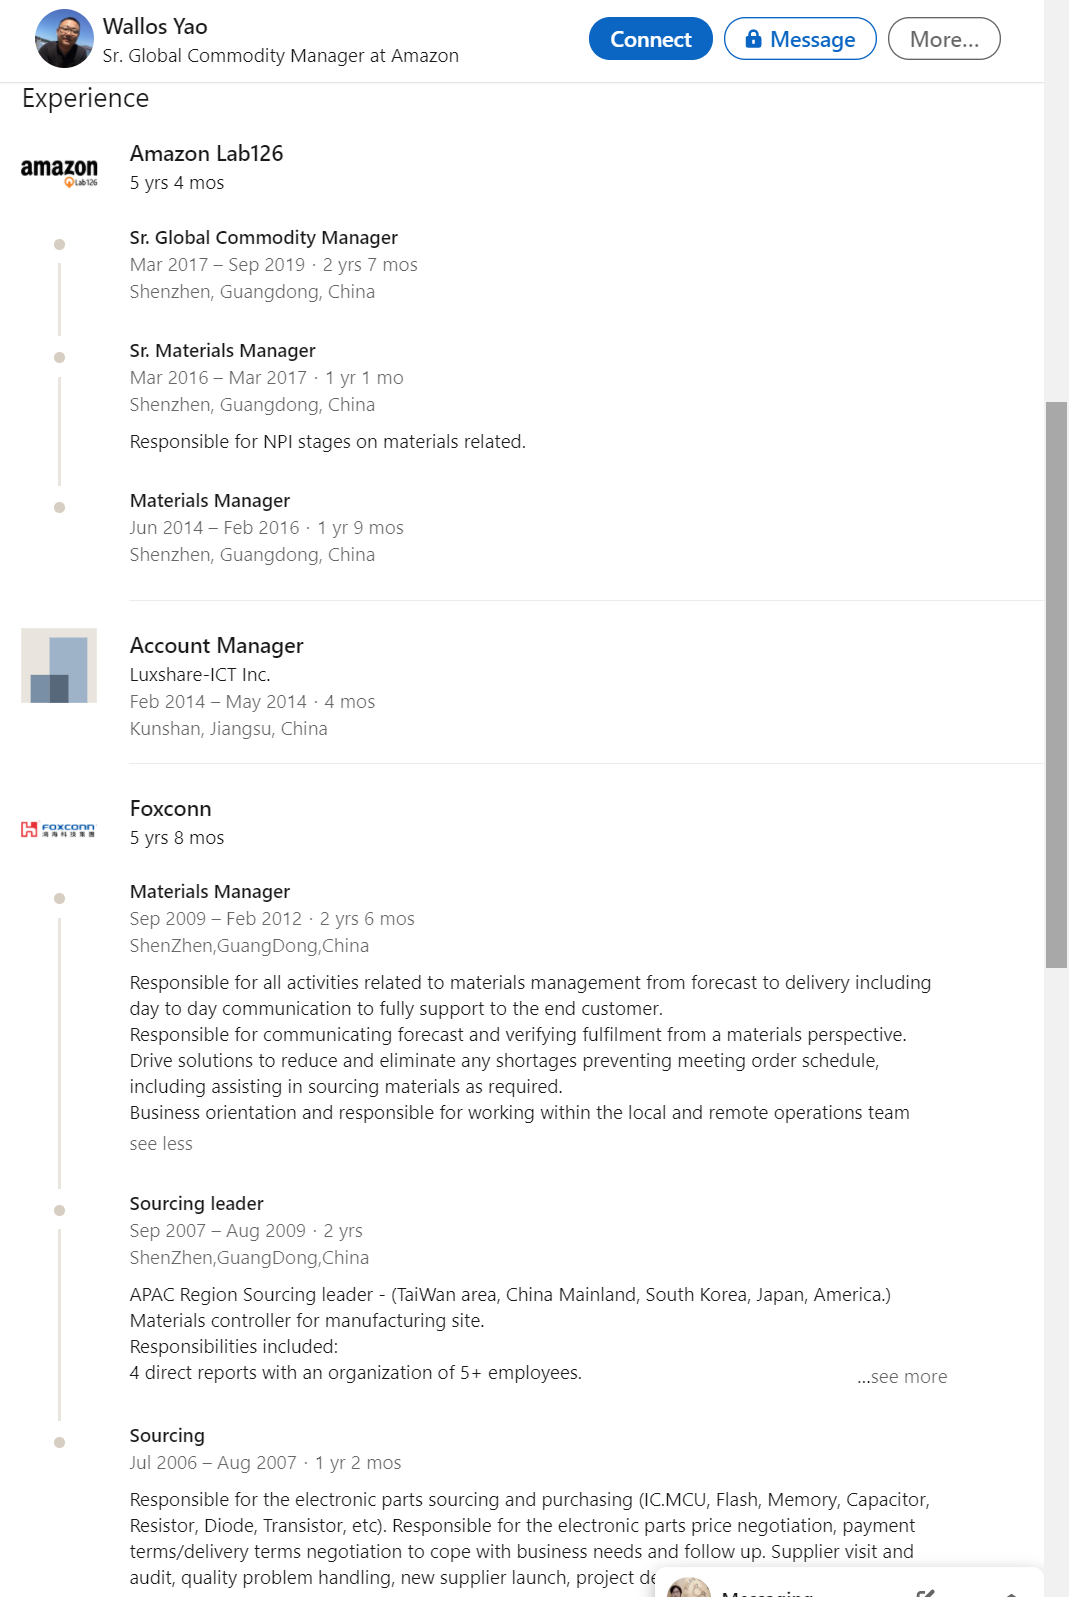 Wallos Yao
Sr. Global Commodity Manager at Amazon
Connect
Message
More...
Experience
amazon
Lab126
Amazon Lab126
5 yrs 4 mos
Sr. Global Commodity Manager
Mar 2017 – Sep 2019 · 2 yrs 7 mos
Shenzhen, Guangdong, China
Sr. Materials Manager
Mar 2016 – Mar 2017 · 1 yr 1 mo
Shenzhen, Guangdong, China
Responsible for NPI stages on materials related.
Materials Manager
Jun 2014 – Feb 2016 · 1 yr 9 mos
Shenzhen, Guangdong, China
Account Manager
Luxshare-ICT Inc.
Feb 2014 – May 2014 · 4 mos
Kunshan, Jiangsu, China
FOXCONN
鴻海科技集團
Foxconn
5 yrs 8 mos
Materials Manager
Sep 2009 – Feb 2012 · 2 yrs 6 mos
ShenZhen,GuangDong,China
Responsible for all activities related to materials management from forecast to delivery including
day to day communication to fully support to the end customer.
Responsible for communicating forecast and verifying fulfilment from a materials perspective.
Drive solutions to reduce and eliminate any shortages preventing meeting order schedule,
including assisting in sourcing materials as required.
Business orientation and responsible for working within the local and remote operations team
see less
Sourcing leader
Sep 2007 – Aug 2009 · 2 yrs
ShenZhen,GuangDong,China
APAC Region Sourcing leader - (TaiWan area, China Mainland, South Korea, Japan, America.)
Materials controller for manufacturing site.
Responsibilities included:
4 direct reports with an organization of 5+ employees.
...see more
Sourcing
Jul 2006 – Aug 2007 · 1 yr 2 mos
Responsible for the electronic parts sourcing and purchasing (IC.MCU, Flash, Memory, Capacitor,
Resistor, Diode, Transistor, etc). Responsible for the electronic parts price negotiation, payment
terms/delivery terms negotiation to cope with business needs and follow up. Supplier visit and
audit, quality problem handling, new supplier launch, project de
Messaging